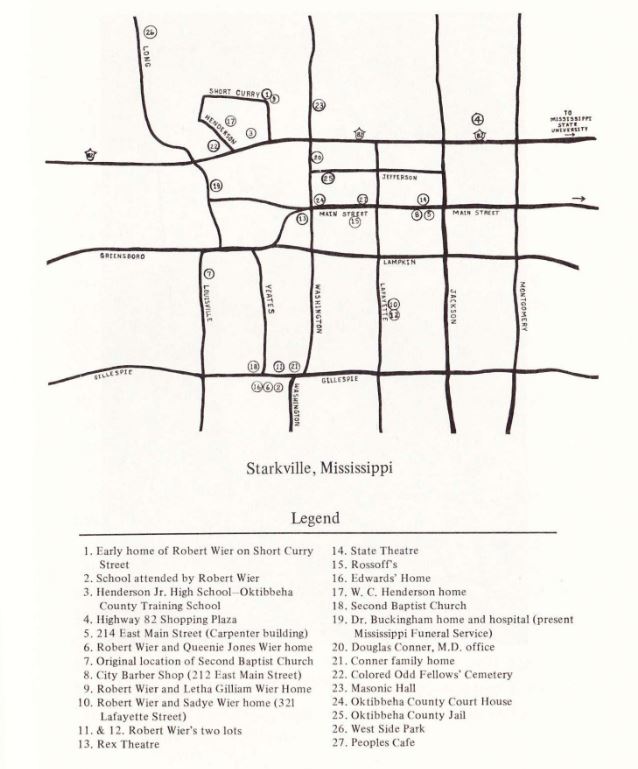 26
LONG
SHORT CURRY 1
9
HENDERSON
17
3
22
23
4
TO
MISSISSIPPI
STATE
UNIVERSITY
82
82
82
20
25
JEFFERSON
19
24
27
14
13
MAIN STREET
15
8 5
MAIN STREET
GREENSBORO
LAMPKIN
7
LOUISVILLE
YEATES
WASHINGTON
LAFAYETTE
10
12
JACKSON
MONTGOMERY
18
11
21
GILLESPIE
GILLESPIE
16 6 2
WASHINGTON
Starkville, Mississippi
Legend
1. Early home of Robert Wier on Short Curry
Street
2. School attended by Robert Wier
3. Henderson Jr. High School—Oktibbeha
County Training School
4. Highway 82 Shopping Plaza
5. 214 East Main Street (Carpenter building)
6. Robert Wier and Queenie Jones Wier home
7. Original location of Second Baptist Church
8. City Barber Shop (212 East Main Street)
9. Robert Wier and Letha Gilliam Wier Home
10. Robert Wier and Sadye Wier home (321
Lafayette Street)
11. & 12. Robert Wier's two lots
13. Rex Theatre
14. State Theatre
15. Rossoff's
16. Edwards' Home
17. W. C. Henderson home
18. Second Baptist Church
19. Dr. Buckingham home and hospital (present
Mississippi Funeral Service)
20. Douglas Conner, M.D. office
21. Conner family home
22. Colored Odd Fellows' Cemetery
23. Masonic Hall
24. Oktibbeha County Court House
25. Oktibbeha County Jail
26. West Side Park
27. Peoples Cafe